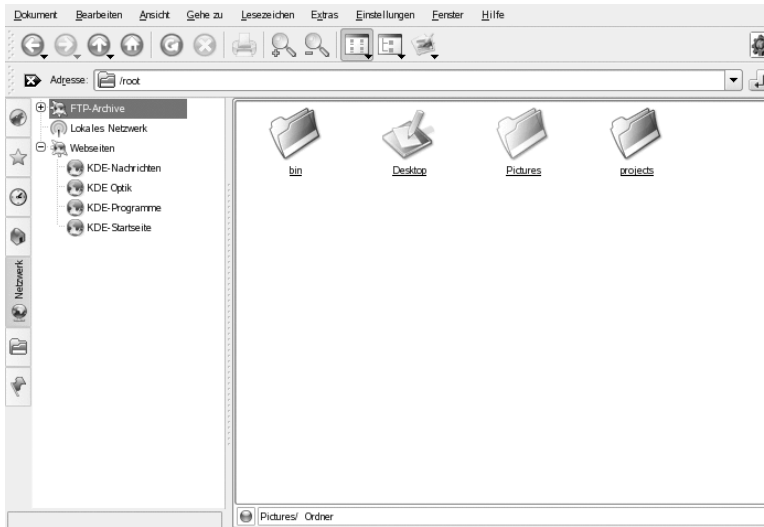 Dokument Bearbeiten Ansicht Gehe zu Lesezeichen Extras Einstellungen Fenster Hilfe
Adresse: /root
FTP-Archive
Lokales Netzwerk
Webseiten
KDE-Nachrichten
KDE Optik
KDE-Programme
KDE-Startseite
Netzwerk
bin Desktop Pictures projects
Pictures/ Ordner